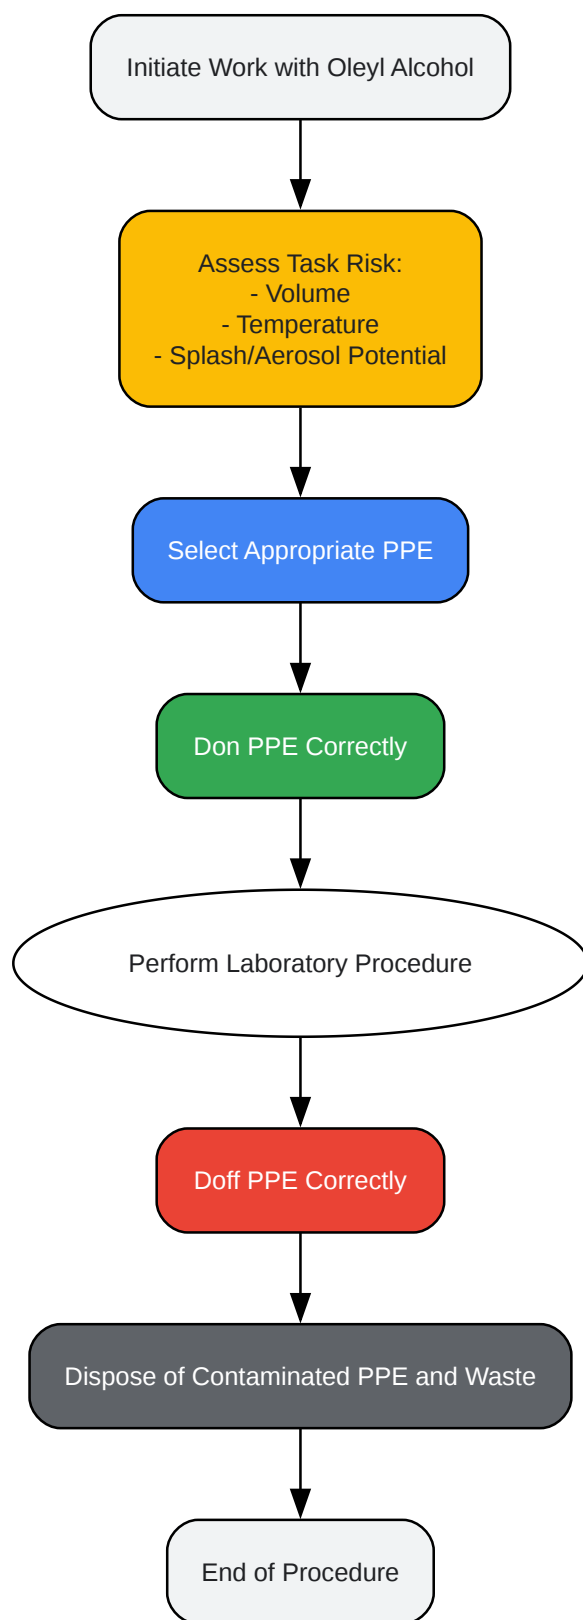 Initiate Work with Oleyl Alcohol
Assess Task Risk:
- Volume
- Temperature
- Splash/Aerosol Potential
Select Appropriate PPE
Don PPE Correctly
Perform Laboratory Procedure
Doff PPE Correctly
Dispose of Contaminated PPE and Waste
End of Procedure